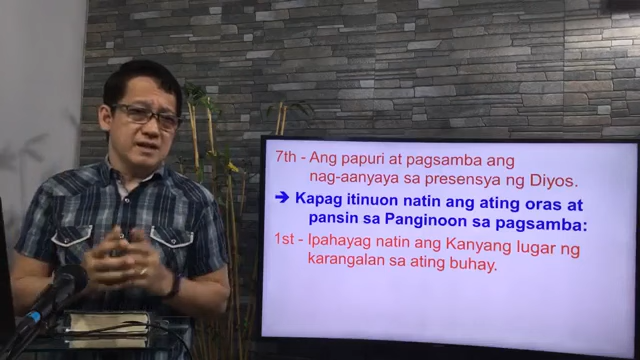 7th - Ang papuri at pagsamba ang
nag-aanyaya sa presensya ng Diyos.
➔ Kapag itinuon natin ang ating oras at
pansin sa Panginoon sa pagsamba:
1st - Ipahayag natin ang Kanyang lugar ng
karangalan sa ating buhay.